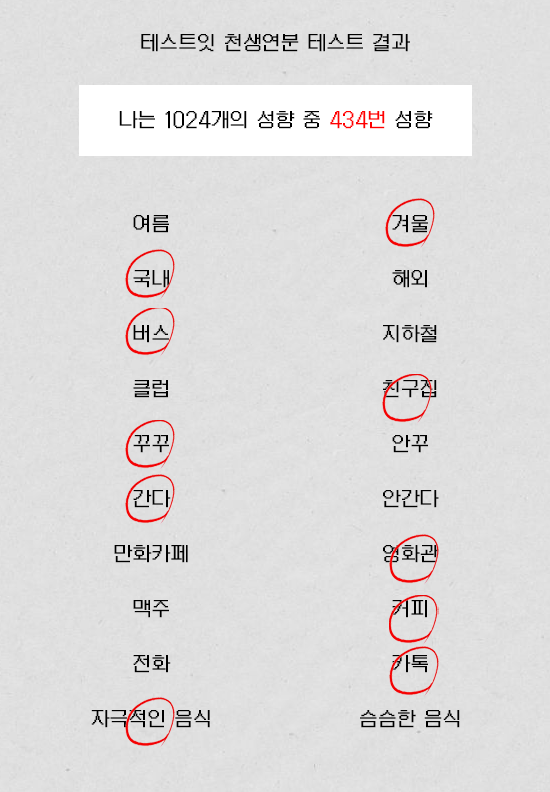 테스트잇 천생연분 테스트 결과
나는 1024개의 성향 중 434번 성향
여름 겨울
국내 해외
버스 지하철
클럽 친구집
꾸꾸 안꾸
간다 안간다
만화카페 영화관
맥주 커피
전화 카톡
자극적인 음식 슴슴한 음식